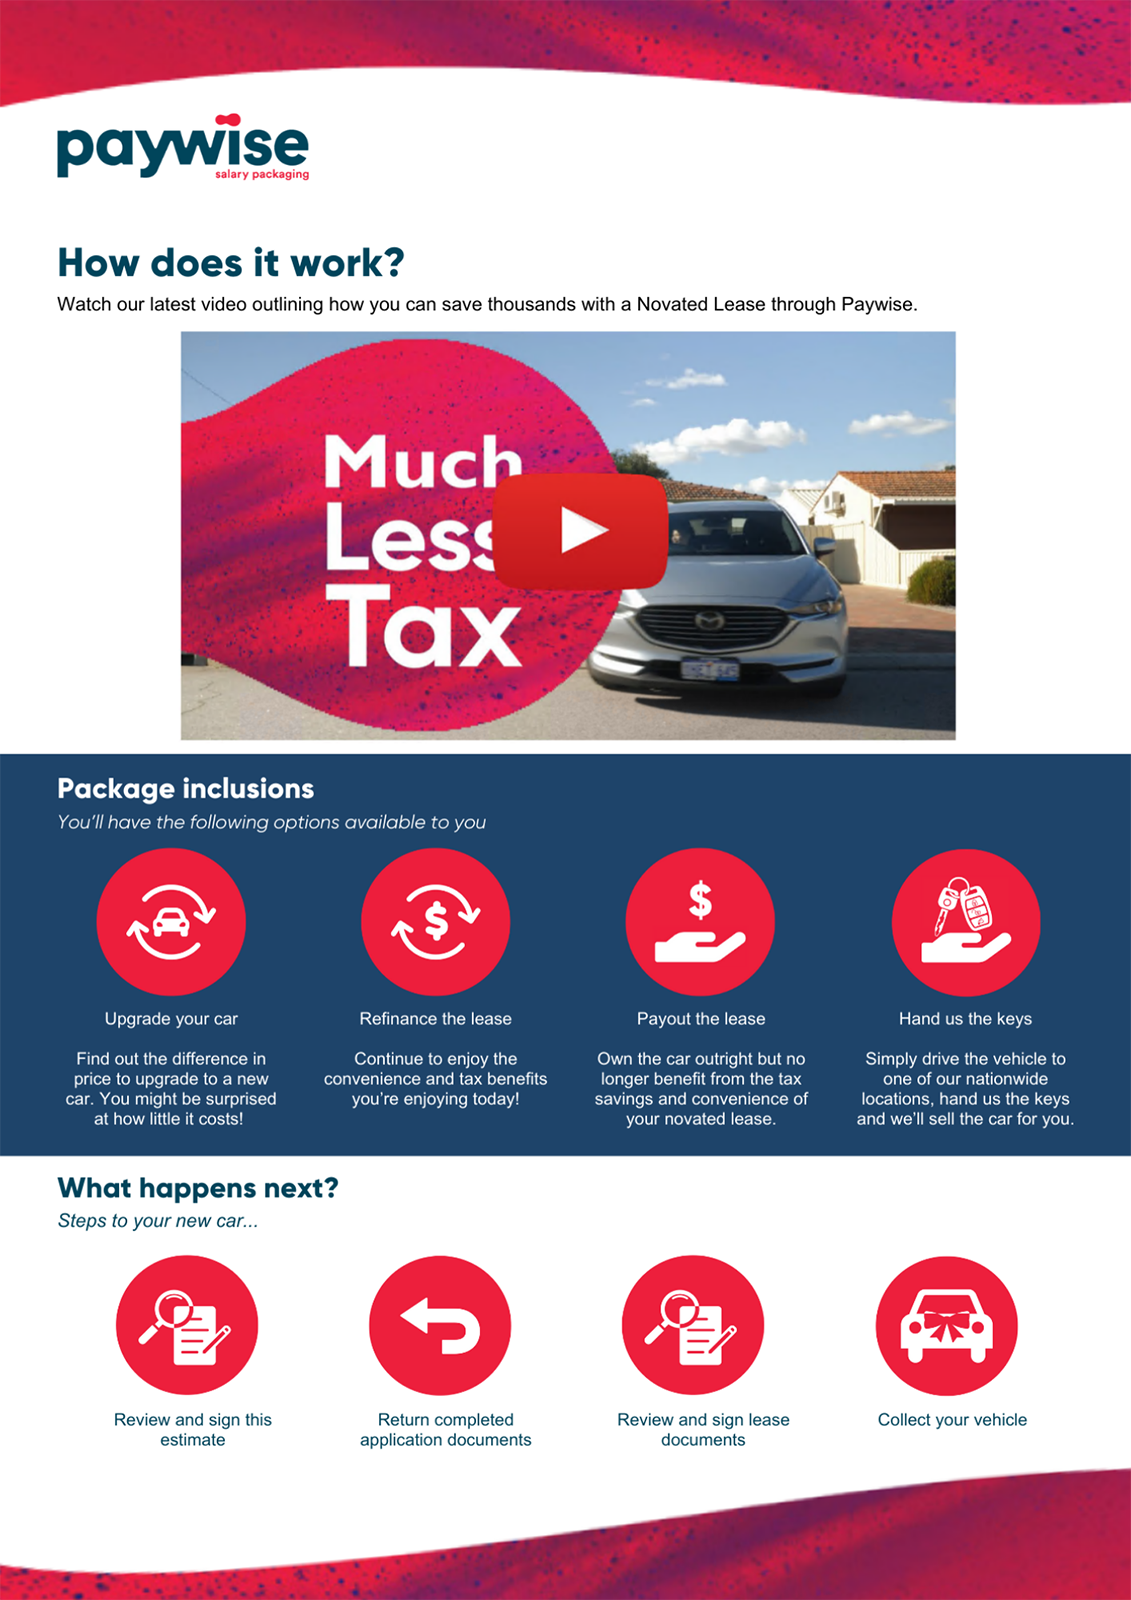 paywise
salary packaging
How does it work?
Watch our latest video outlining how you can save thousands with a Novated Lease through Paywise.
Much
Less
Tax
Package inclusions
You'll have the following options available to you
Upgrade your car
Find out the difference in
price to upgrade to a new
car. You might be surprised
at how little it costs!
Refinance the lease
Continue to enjoy the
convenience and tax benefits
you're enjoying today!
Payout the lease
Own the car outright but no
longer benefit from the tax
savings and convenience of
your novated lease.
Hand us the keys
Simply drive the vehicle to
one of our nationwide
locations, hand us the keys
and we'll sell the car for you.
What happens next?
Steps to your new car...
Review and sign this
estimate
Return completed
application documents
Review and sign lease
documents
Collect your vehicle